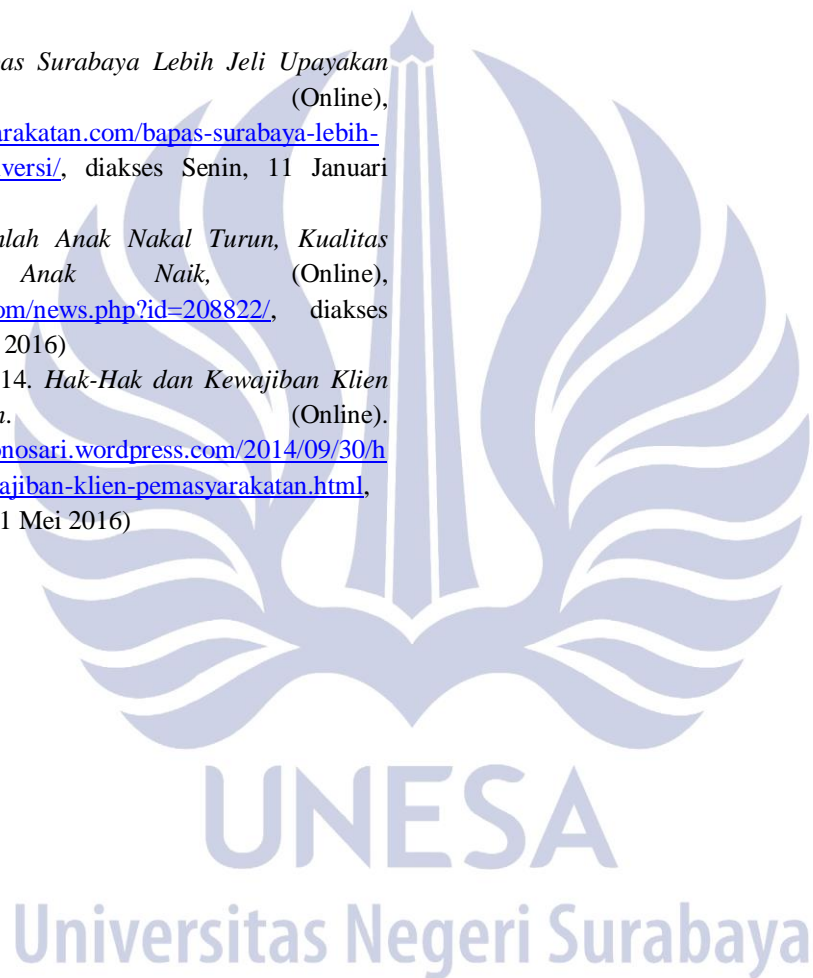 as Surabaya Lebih Jeli Upayakan
(Online),
arakatan.com/bapas-surabaya-lebih-
versi/, diakses Senin, 11 Januari
nlah Anak Nakal Turun, Kualitas
Anak Naik, (Online),
om/news.php?id=208822/, diakses
2016)
14. Hak-Hak dan Kewajiban Klien
n. (Online).
nosari.wordpress.com/2014/09/30/h
ajiban-klien-pemasyarakatan.html,
1 Mei 2016)
UNESA
Universitas Negeri Surabaya